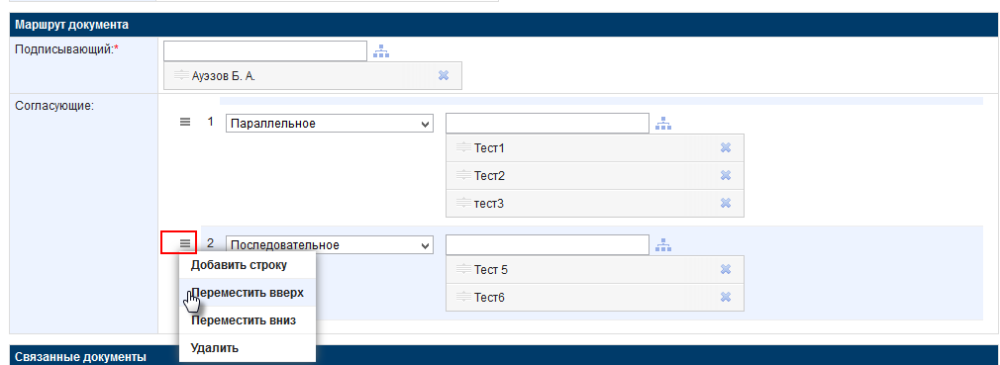 Маршрут документа
Подписывающий:*
Ауэзов Б. А.
Согласующие:
1 Параллельное
Тест1
Тест2
тест3
2 Последовательное
Тест 5
Тест6
Добавить строку
Переместить вверх
Переместить вниз
Удалить
Связанные документы